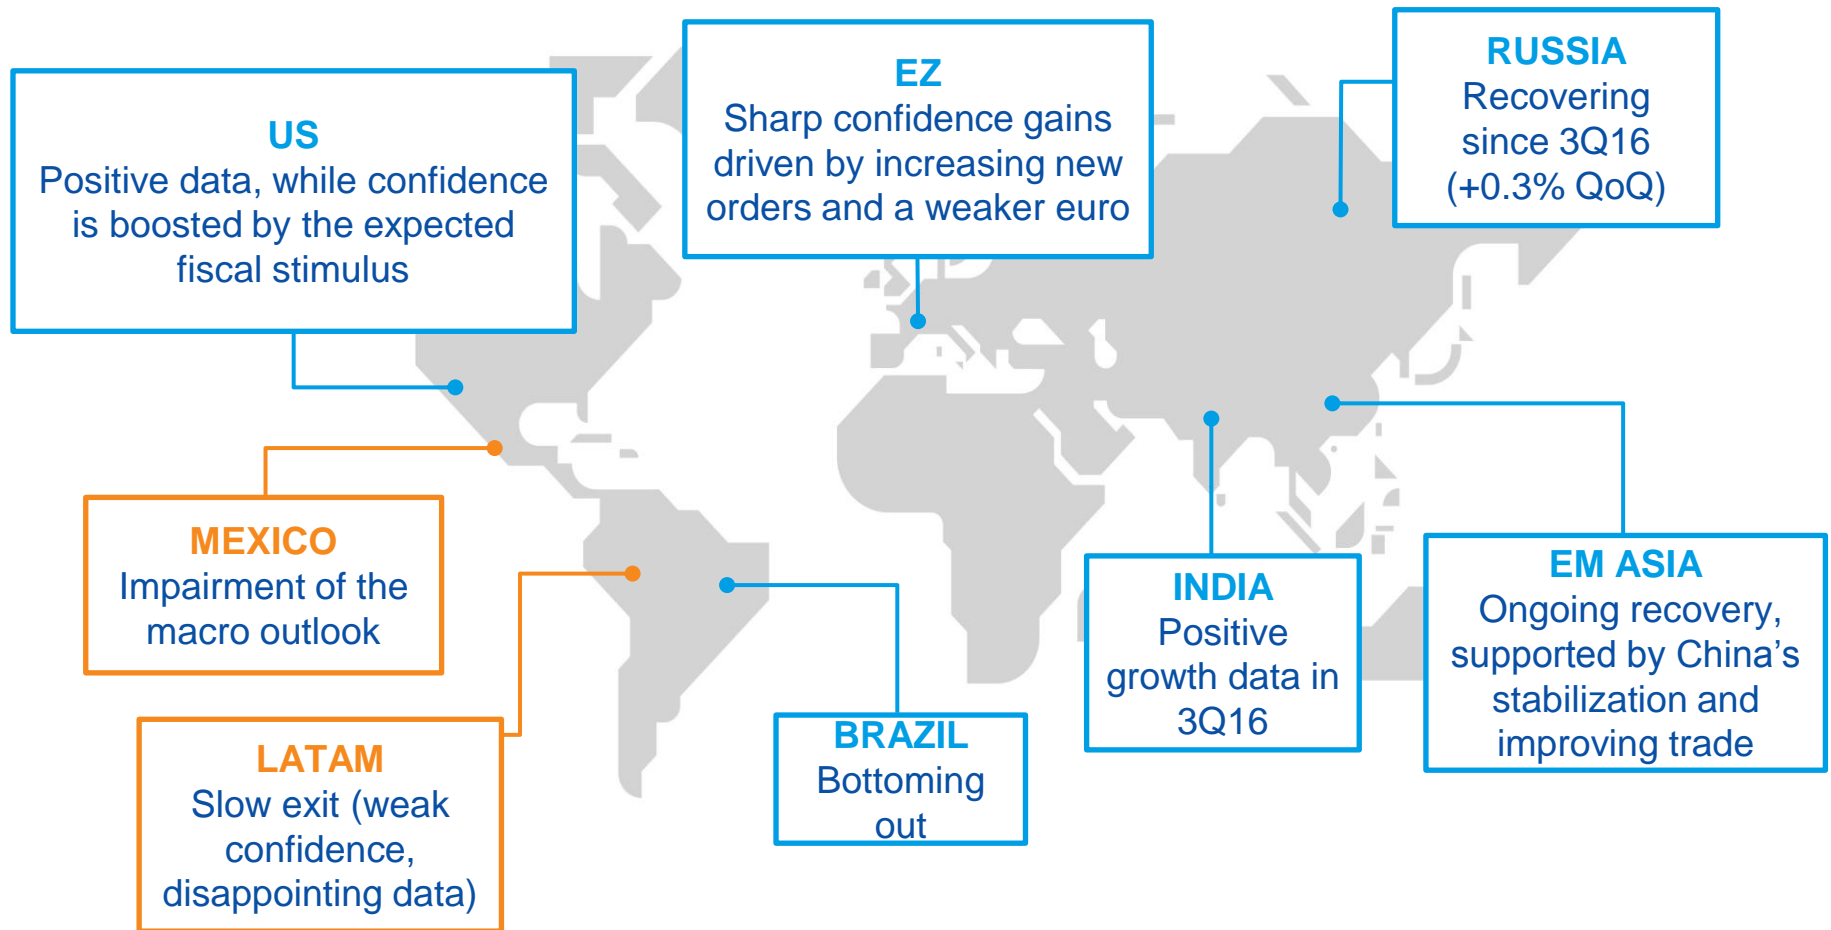 US
Positive data, while confidence
is boosted by the expected
fiscal stimulus
EZ
Sharp confidence gains
driven by increasing new
orders and a weaker euro
RUSSIA
Recovering
since 3Q16
(+0.3% QoQ)
MEXICO
Impairment of the
macro outlook
LATAM
Slow exit (weak
confidence,
disappointing data)
BRAZIL
Bottoming
out
INDIA
Positive
growth data in
3Q16
EM ASIA
Ongoing recovery,
supported by China’s
stabilization and
improving trade